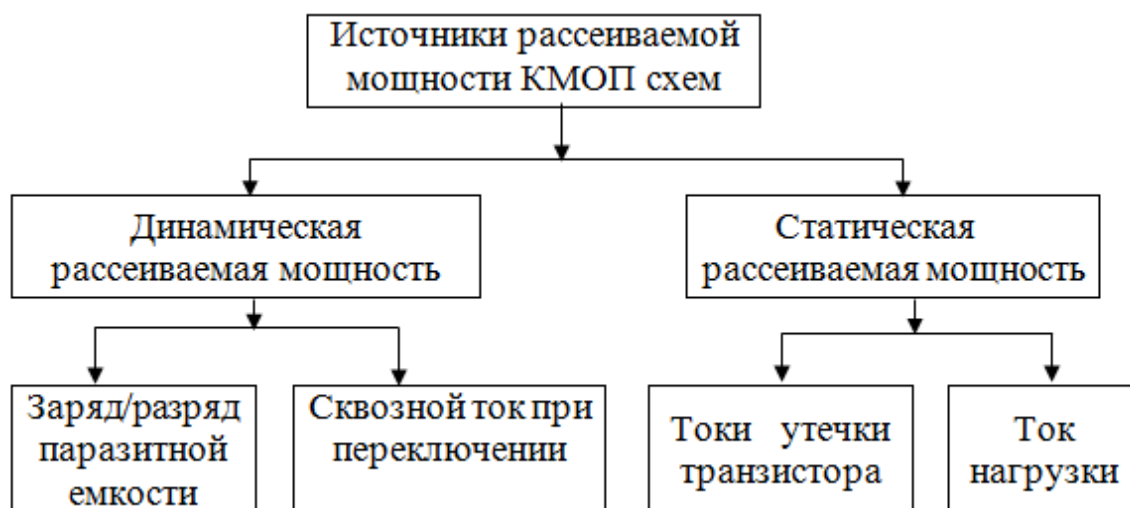 Источники рассеиваемой
мощности КМОП схем
Динамическая
рассеиваемая мощность
Статическая
рассеиваемая мощность
Заряд/разряд
паразитной
емкости
Сквозной ток при
переключении
Токи утечки
транзистора
Ток
нагрузки